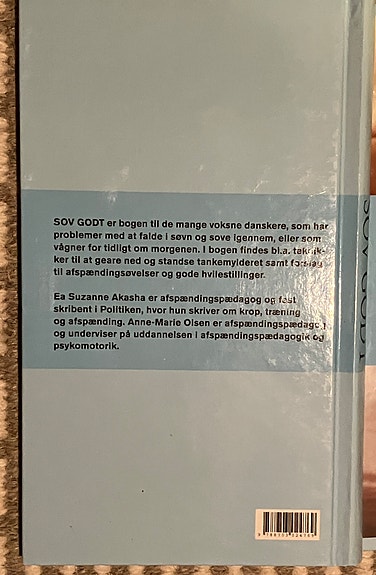 SOV GODT er bogen til de mange voksne danskere, som har
problemer med at falde i søvn og sove igennem, eller som
vågner for tidligt om morgenen. I bogen findes bl.a. teknik-
ker til at geare ned og standse tankemylderet samt forslag
til afspændingsøvelser og gode hvilestillinger.
Ea Suzanne Akasha er afspændingspædagog og fast
skribent i Politiken, hvor hun skriver om krop, træning
og afspænding. Anne-Marie Olsen er afspændingspædagog
og underviser på uddannelsen i afspændingspædagogik og
psykomotorik.
SOV GODT